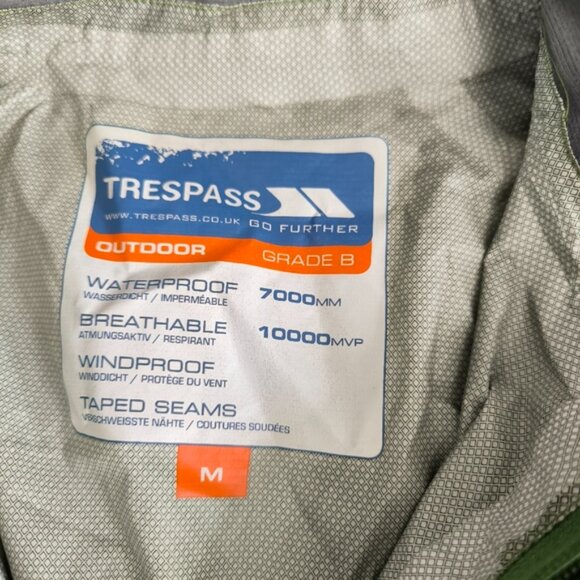 TRESPASS
WWW.TRESPASS.CO.UK GO FURTHER
OUTDOOR GRADE B
WATERPROOF 7000MM
WASSERDICHT / IMPERMÉABLE
BREATHABLE 10000MVP
ATMUNGSAKTIV / RESPIRANT
WINDPROOF
WINDDICHT / PROTÈGE DU VENT
TAPED SEAMS
VERSCHWEISSTE NÄHTE / COUTURES SOUDÉES
M